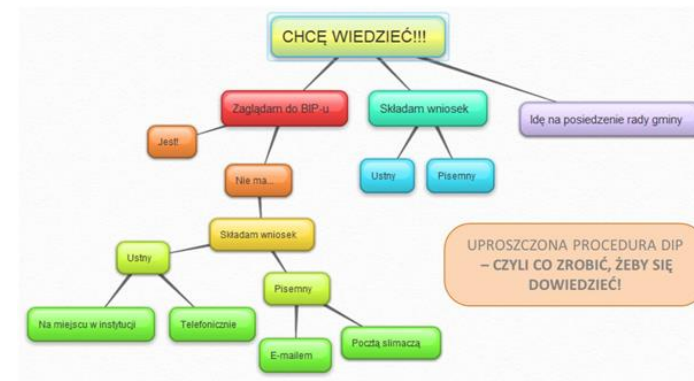 CHCĘ WIEDZIEĆ!!!
Zaglądam do BIP-u
Składam wniosek
Idę na posiedzenie rady gminy
Jest!
Nie ma...
Ustny
Pisemny
Składam wniosek
Ustny
Pisemny
Na miejscu w instytucji
Telefonicznie
E-mailem
Pocztą slimaczą
UPROSZCZONA PROCEDURA DIP
– CZYLI CO ZROBIĆ, ŻEBY SIĘ
DOWIEDZIEĆ!